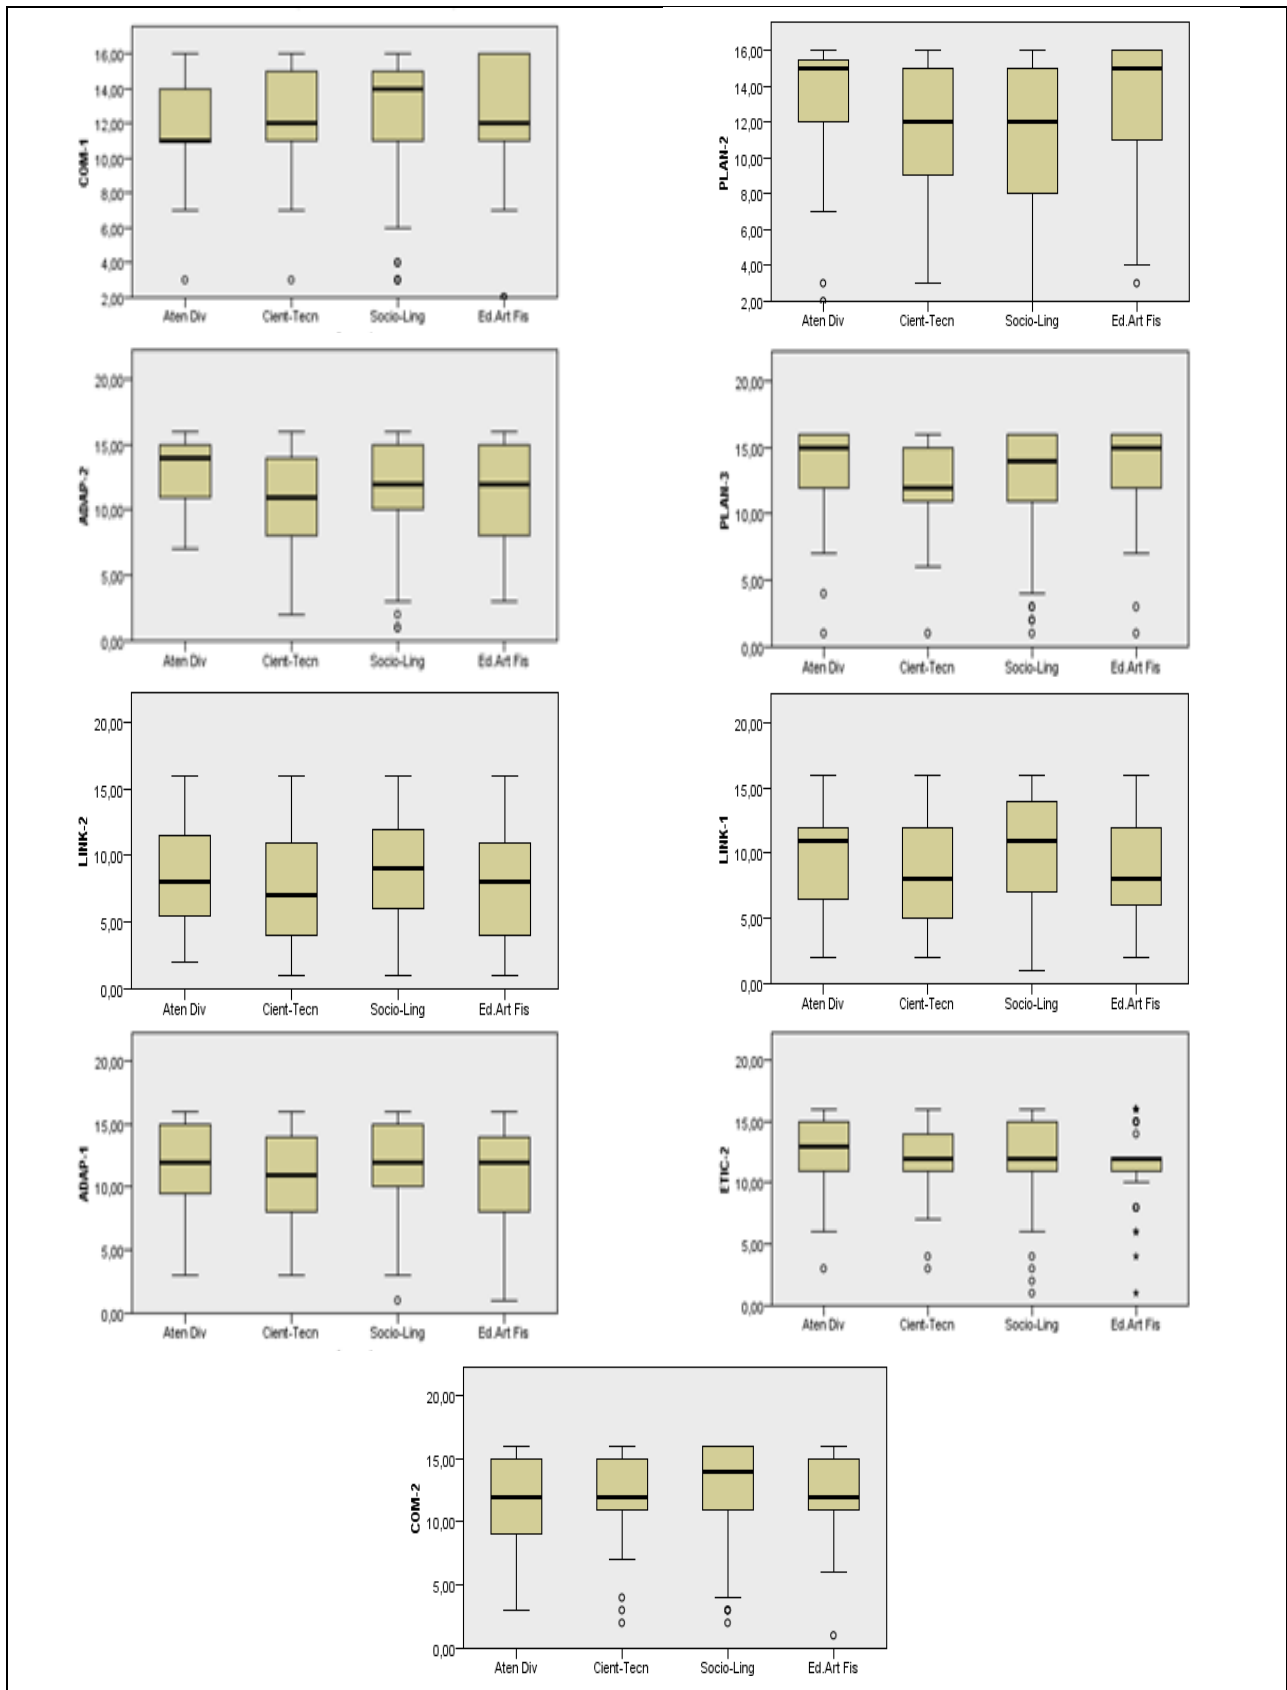 COM-1
16,00
14,00
12,00
10,00
8,00
6,00
4,00
2,00
Aten Div Cient-Tecn Socio-Ling Ed.Art Fis
PLAN-2
16,00
14,00
12,00
10,00
8,00
6,00
4,00
2,00
Aten Div Cient-Tecn Socio-Ling Ed.Art Fis
ADAP-2
20,00
15,00
10,00
5,00
0,00
Aten Div Cient-Tecn Socio-Ling Ed.Art Fis
PLAN-3
20,00
15,00
10,00
5,00
0,00
Aten Div Cient-Tecn Socio-Ling Ed.Art Fis
LINK-2
20,00
15,00
10,00
5,00
0,00
Aten Div Cient-Tecn Socio-Ling Ed.Art Fis
LINK-1
20,00
15,00
10,00
5,00
0,00
Aten Div Cient-Tecn Socio-Ling Ed.Art Fis
ADAP-1
20,00
15,00
10,00
5,00
0,00
Aten Div Cient-Tecn Socio-Ling Ed.Art Fis
ETIC-2
20,00
15,00
10,00
5,00
0,00
Aten Div Cient-Tecn Socio-Ling Ed.Art Fis
COM-2
20,00
15,00
10,00
5,00
0,00
Aten Div Cient-Tecn Socio-Ling Ed.Art Fis